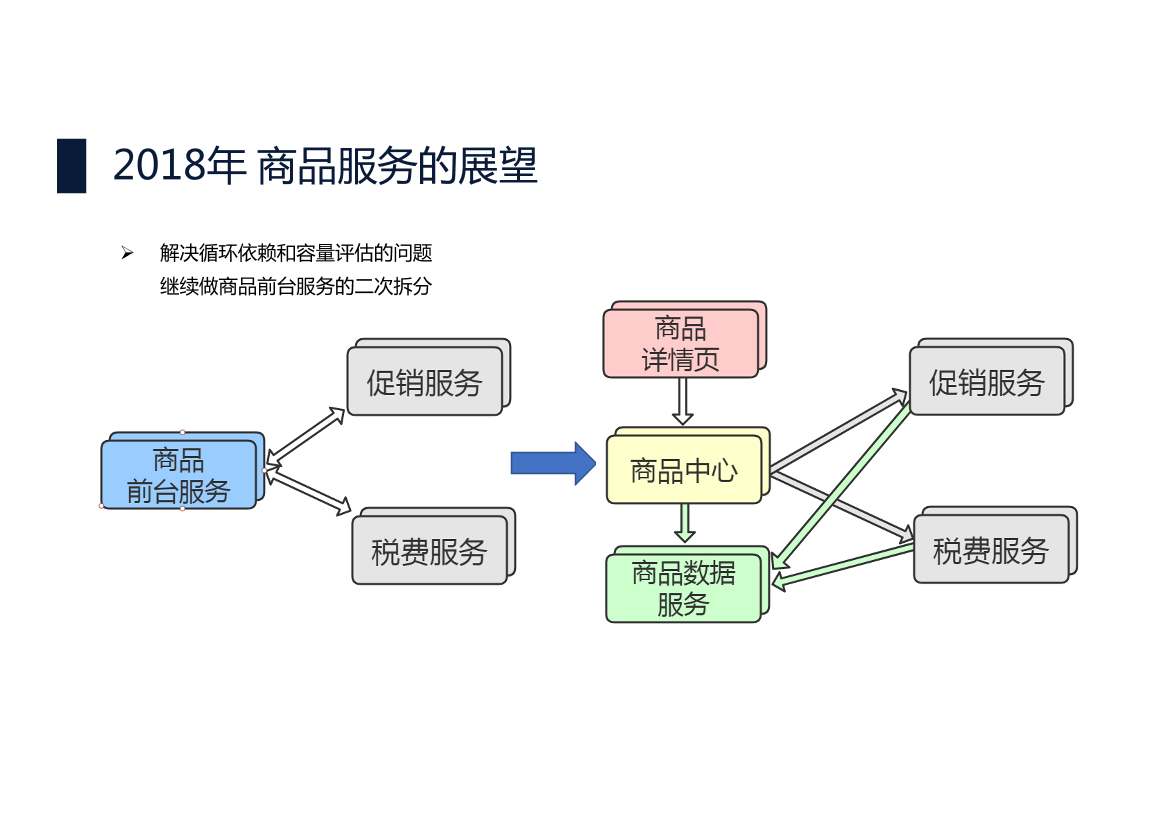 2018年 商品服务的展望
解决循环依赖和容量评估的问题
继续做商品前台服务的二次拆分
促销服务
商品
前台服务
税费服务
商品
详情页
商品中心
商品数据
服务
促销服务
税费服务